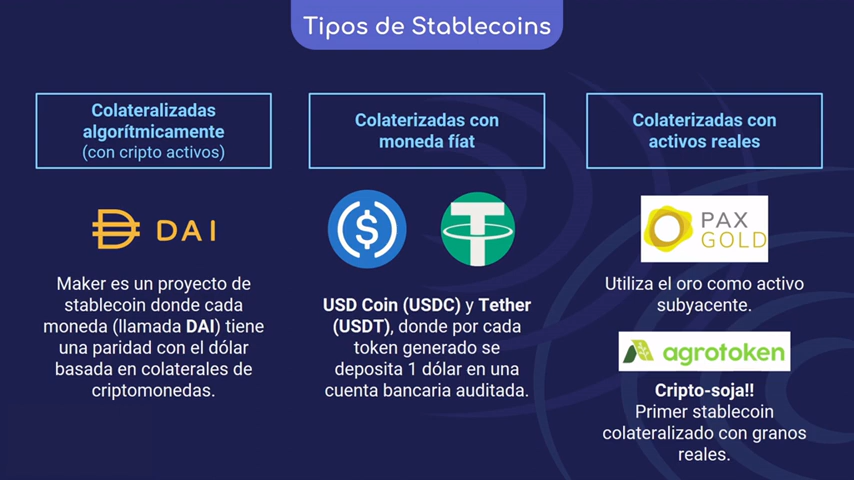 Tipos de Stablecoins
Colateralizadas
algorítmicamente
(con cripto activos)
DAI
Maker es un proyecto de
stablecoin donde cada
moneda (llamada DAI) tiene
una paridad con el dólar
basada en colaterales de
criptomonedas.
Colaterizadas con
moneda fíat
$
T
USD Coin (USDC) y Tether
(USDT), donde por cada
token generado se
deposita 1 dólar en una
cuenta bancaria auditada.
Colaterizadas con
activos reales
PAX
GOLD
Utiliza el oro como activo
subyacente.
agrotoken
Cripto-soja!!
Primer stablecoin
colateralizado con granos
reales.